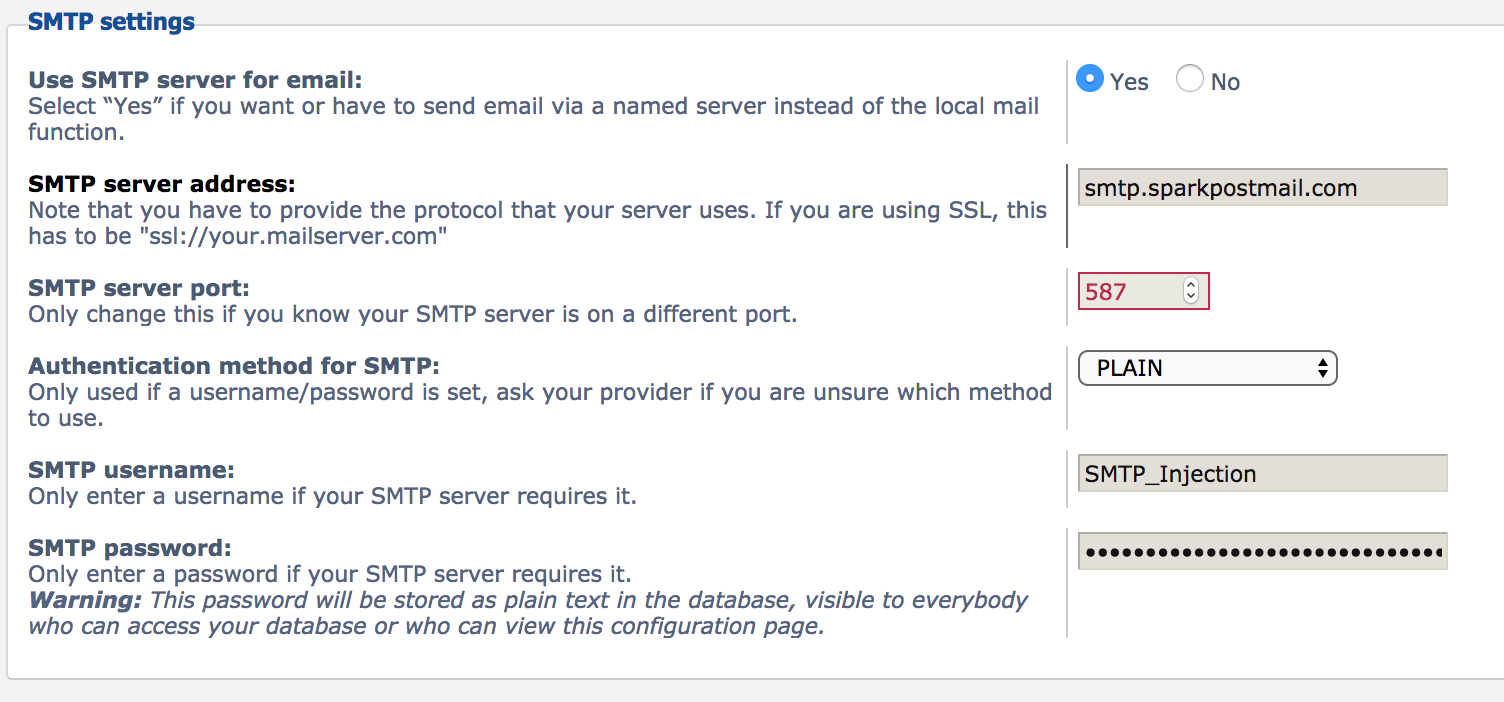 SMTP settings
Use SMTP server for email:
Select “Yes” if you want or have to send email via a named server instead of the local mail
function.
Yes No
SMTP server address:
Note that you have to provide the protocol that your server uses. If you are using SSL, this
has to be "ssl://your.mailserver.com"
smtp.sparkpostmail.com
SMTP server port:
Only change this if you know your SMTP server is on a different port.
587
Authentication method for SMTP:
Only used if a username/password is set, ask your provider if you are unsure which method
to use.
PLAIN
SMTP username:
Only enter a username if your SMTP server requires it.
SMTP_Injection
SMTP password:
Only enter a password if your SMTP server requires it.
Warning: This password will be stored as plain text in the database, visible to everybody
who can access your database or who can view this configuration page.